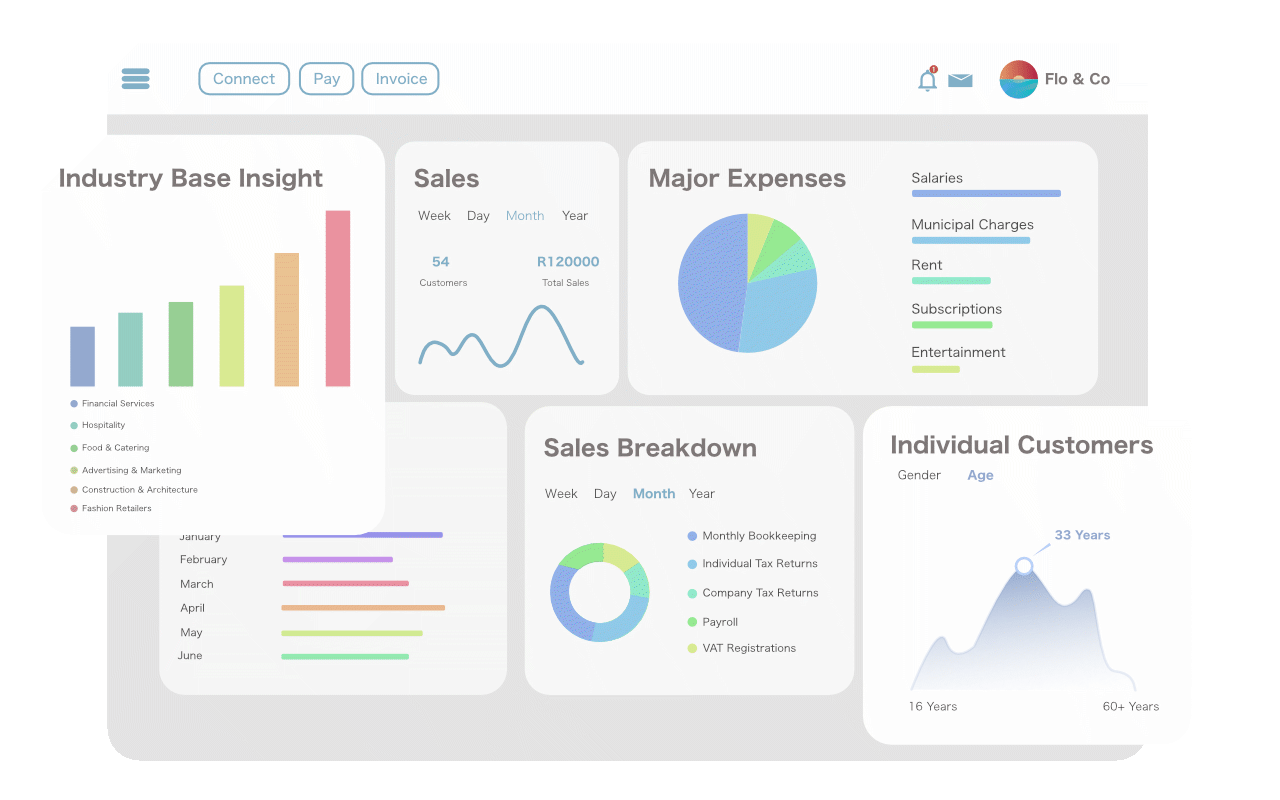 Connect
Pay
Invoice
1
Flo & Co
Industry Base Insight
Financial Services
Hospitality
Food & Catering
Advertising & Marketing
Construction & Architecture
Fashion Retailers
Sales
Week Day Month Year
54 R120000
Customers Total Sales
Major Expenses
Salaries
Municipal Charges
Rent
Subscriptions
Entertainment
January
February
March
April
May
June
Sales Breakdown
Week Day Month Year
Monthly Bookkeeping
Individual Tax Returns
Company Tax Returns
Payroll
VAT Registrations
Individual Customers
Gender Age
33 Years
16 Years 60+ Years